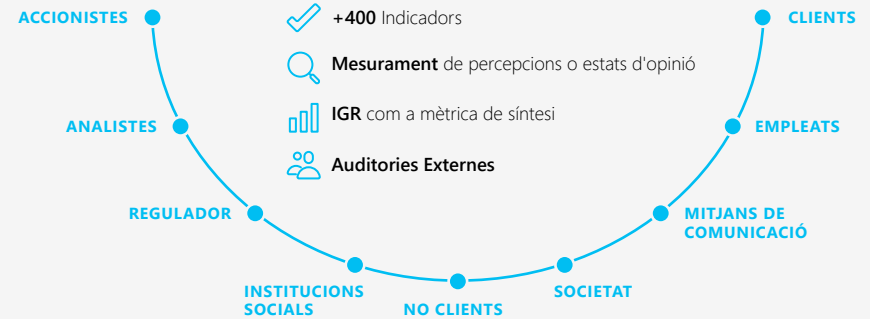 ACCIONISTES
+400 Indicadors
CLIENTS
Mesurament de percepcions o estats d'opinió
IGR com a mètrica de síntesi
ANALISTES
EMPLEATS
Auditories Externes
REGULADOR
MITJANS DE
COMUNICACIÓ
INSTITUCIONS
SOCIALS
NO CLIENTS
SOCIETAT